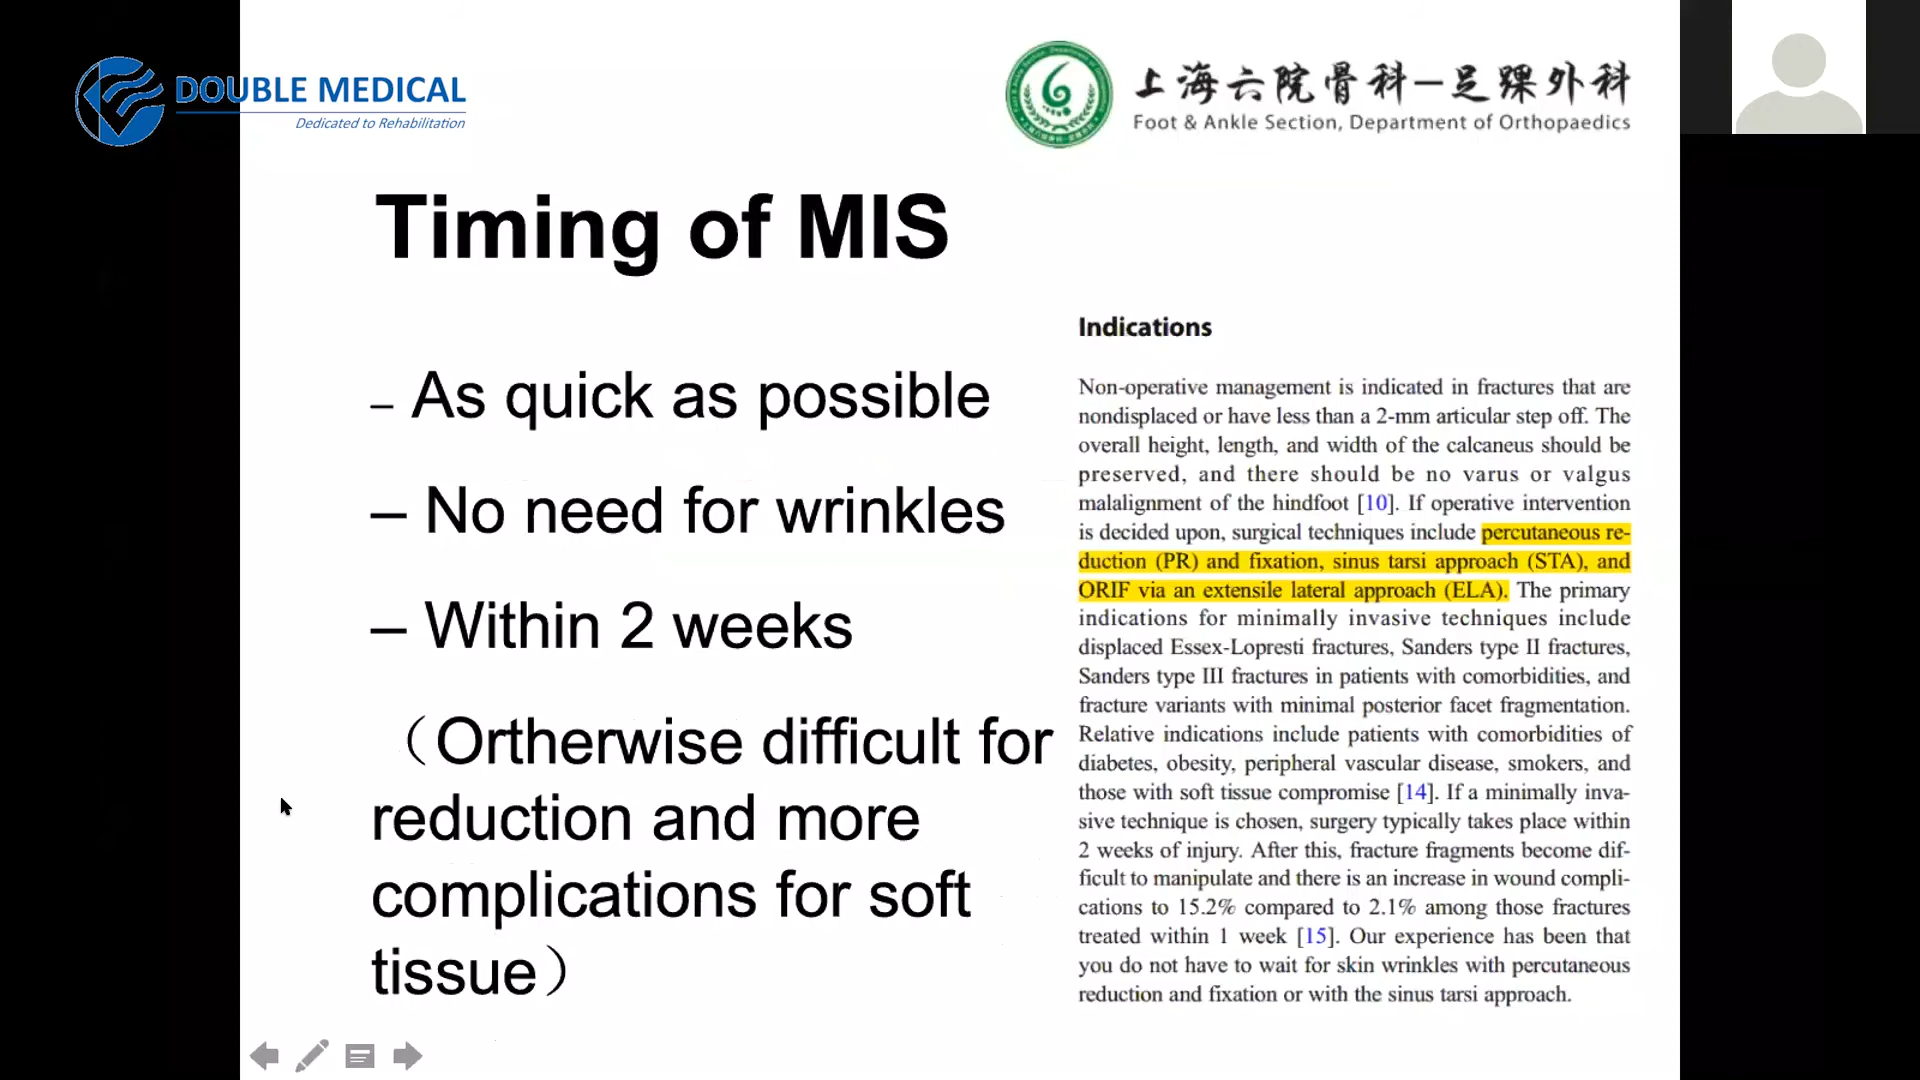 DOUBLE MEDICAL
Dedicated to Rehabilitation
上海六院骨科—足踝外科
Foot & Ankle Section, Department of Orthopaedics
Timing of MIS
– As quick as possible
– No need for wrinkles
– Within 2 weeks
（Ortherwise difficult for
reduction and more
complications for soft
tissue）
Indications
Non-operative management is indicated in fractures that are
nondisplaced or have less than a 2-mm articular step off. The
overall height, length, and width of the calcaneus should be
preserved, and there should be no varus or valgus
malalignment of the hindfoot [10]. If operative intervention
is decided upon, surgical techniques include percutaneous re-
duction (PR) and fixation, sinus tarsi approach (STA), and
ORIF via an extensile lateral approach (ELA). The primary
indications for minimally invasive techniques include
displaced Essex-Lopresti fractures, Sanders type II fractures,
Sanders type III fractures in patients with comorbidities, and
fracture variants with minimal posterior facet fragmentation.
Relative indications include patients with comorbidities of
diabetes, obesity, peripheral vascular disease, smokers, and
those with soft tissue compromise [14]. If a minimally inva-
sive technique is chosen, surgery typically takes place within
2 weeks of injury. After this, fracture fragments become dif-
ficult to manipulate and there is an increase in wound compli-
cations to 15.2% compared to 2.1% among those fractures
treated within 1 week [15]. Our experience has been that
you do not have to wait for skin wrinkles with percutaneous
reduction and fixation or with the sinus tarsi approach.